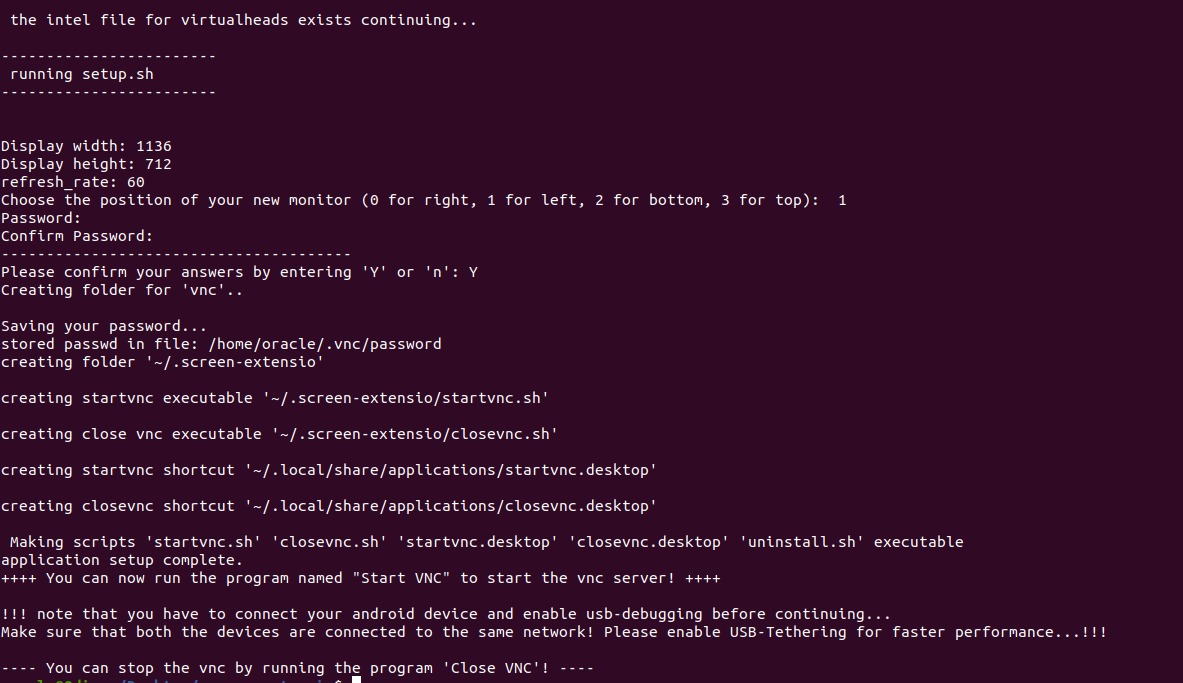 the intel file for virtualheads exists continuing...
------------------------
running setup.sh
------------------------
Display width: 1136
Display height: 712
refresh_rate: 60
Choose the position of your new monitor (0 for right, 1 for left, 2 for bottom, 3 for top):  1
Password:
Confirm Password:
---------------------------------------
Please confirm your answers by entering 'Y' or 'n': Y
Creating folder for 'vnc'..
Saving your password...
stored passwd in file: /home/oracle/.vnc/password
creating folder '~/.screen-extensio'
creating startvnc executable '~/.screen-extensio/startvnc.sh'
creating close vnc executable '~/.screen-extensio/closevnc.sh'
creating startvnc shortcut '~/.local/share/applications/startvnc.desktop'
creating closevnc shortcut '~/.local/share/applications/closevnc.desktop'
Making scripts 'startvnc.sh' 'closevnc.sh' 'startvnc.desktop' 'closevnc.desktop' 'uninstall.sh' executable
application setup complete.
++++ You can now run the program named "Start VNC" to start the vnc server! ++++
!!! note that you have to connect your android device and enable usb-debugging before continuing...
Make sure that both the devices are connected to the same network! Please enable USB-Tethering for faster performance...!!!
---- You can stop the vnc by running the program 'Close VNC'! ----